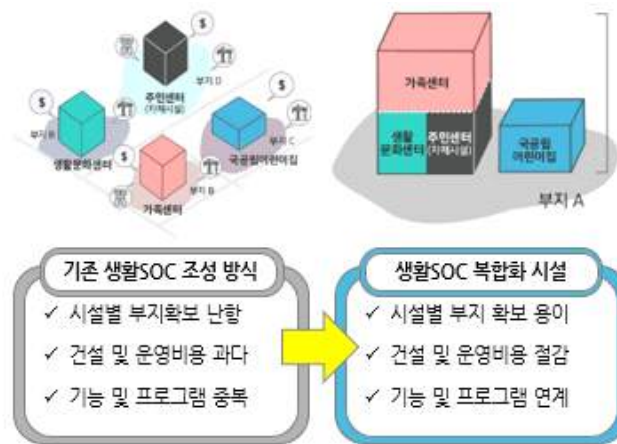 $
$
부지 D
주민센터
(자체시설)
$
부지 B
생활문화센터
$
부지 C
국공립어린이집
부지 B
가족센터
가족센터
생활
문화센터
주민센터
(자체시설)
국공립
어린이집
부지 A
기존 생활SOC 조성 방식
✓ 시설별 부지확보 난항
✓ 건설 및 운영비용 과다
✓ 기능 및 프로그램 중복
생활SOC 복합화 시설
✓ 시설별 부지 확보 용이
✓ 건설 및 운영비용 절감
✓ 기능 및 프로그램 연계